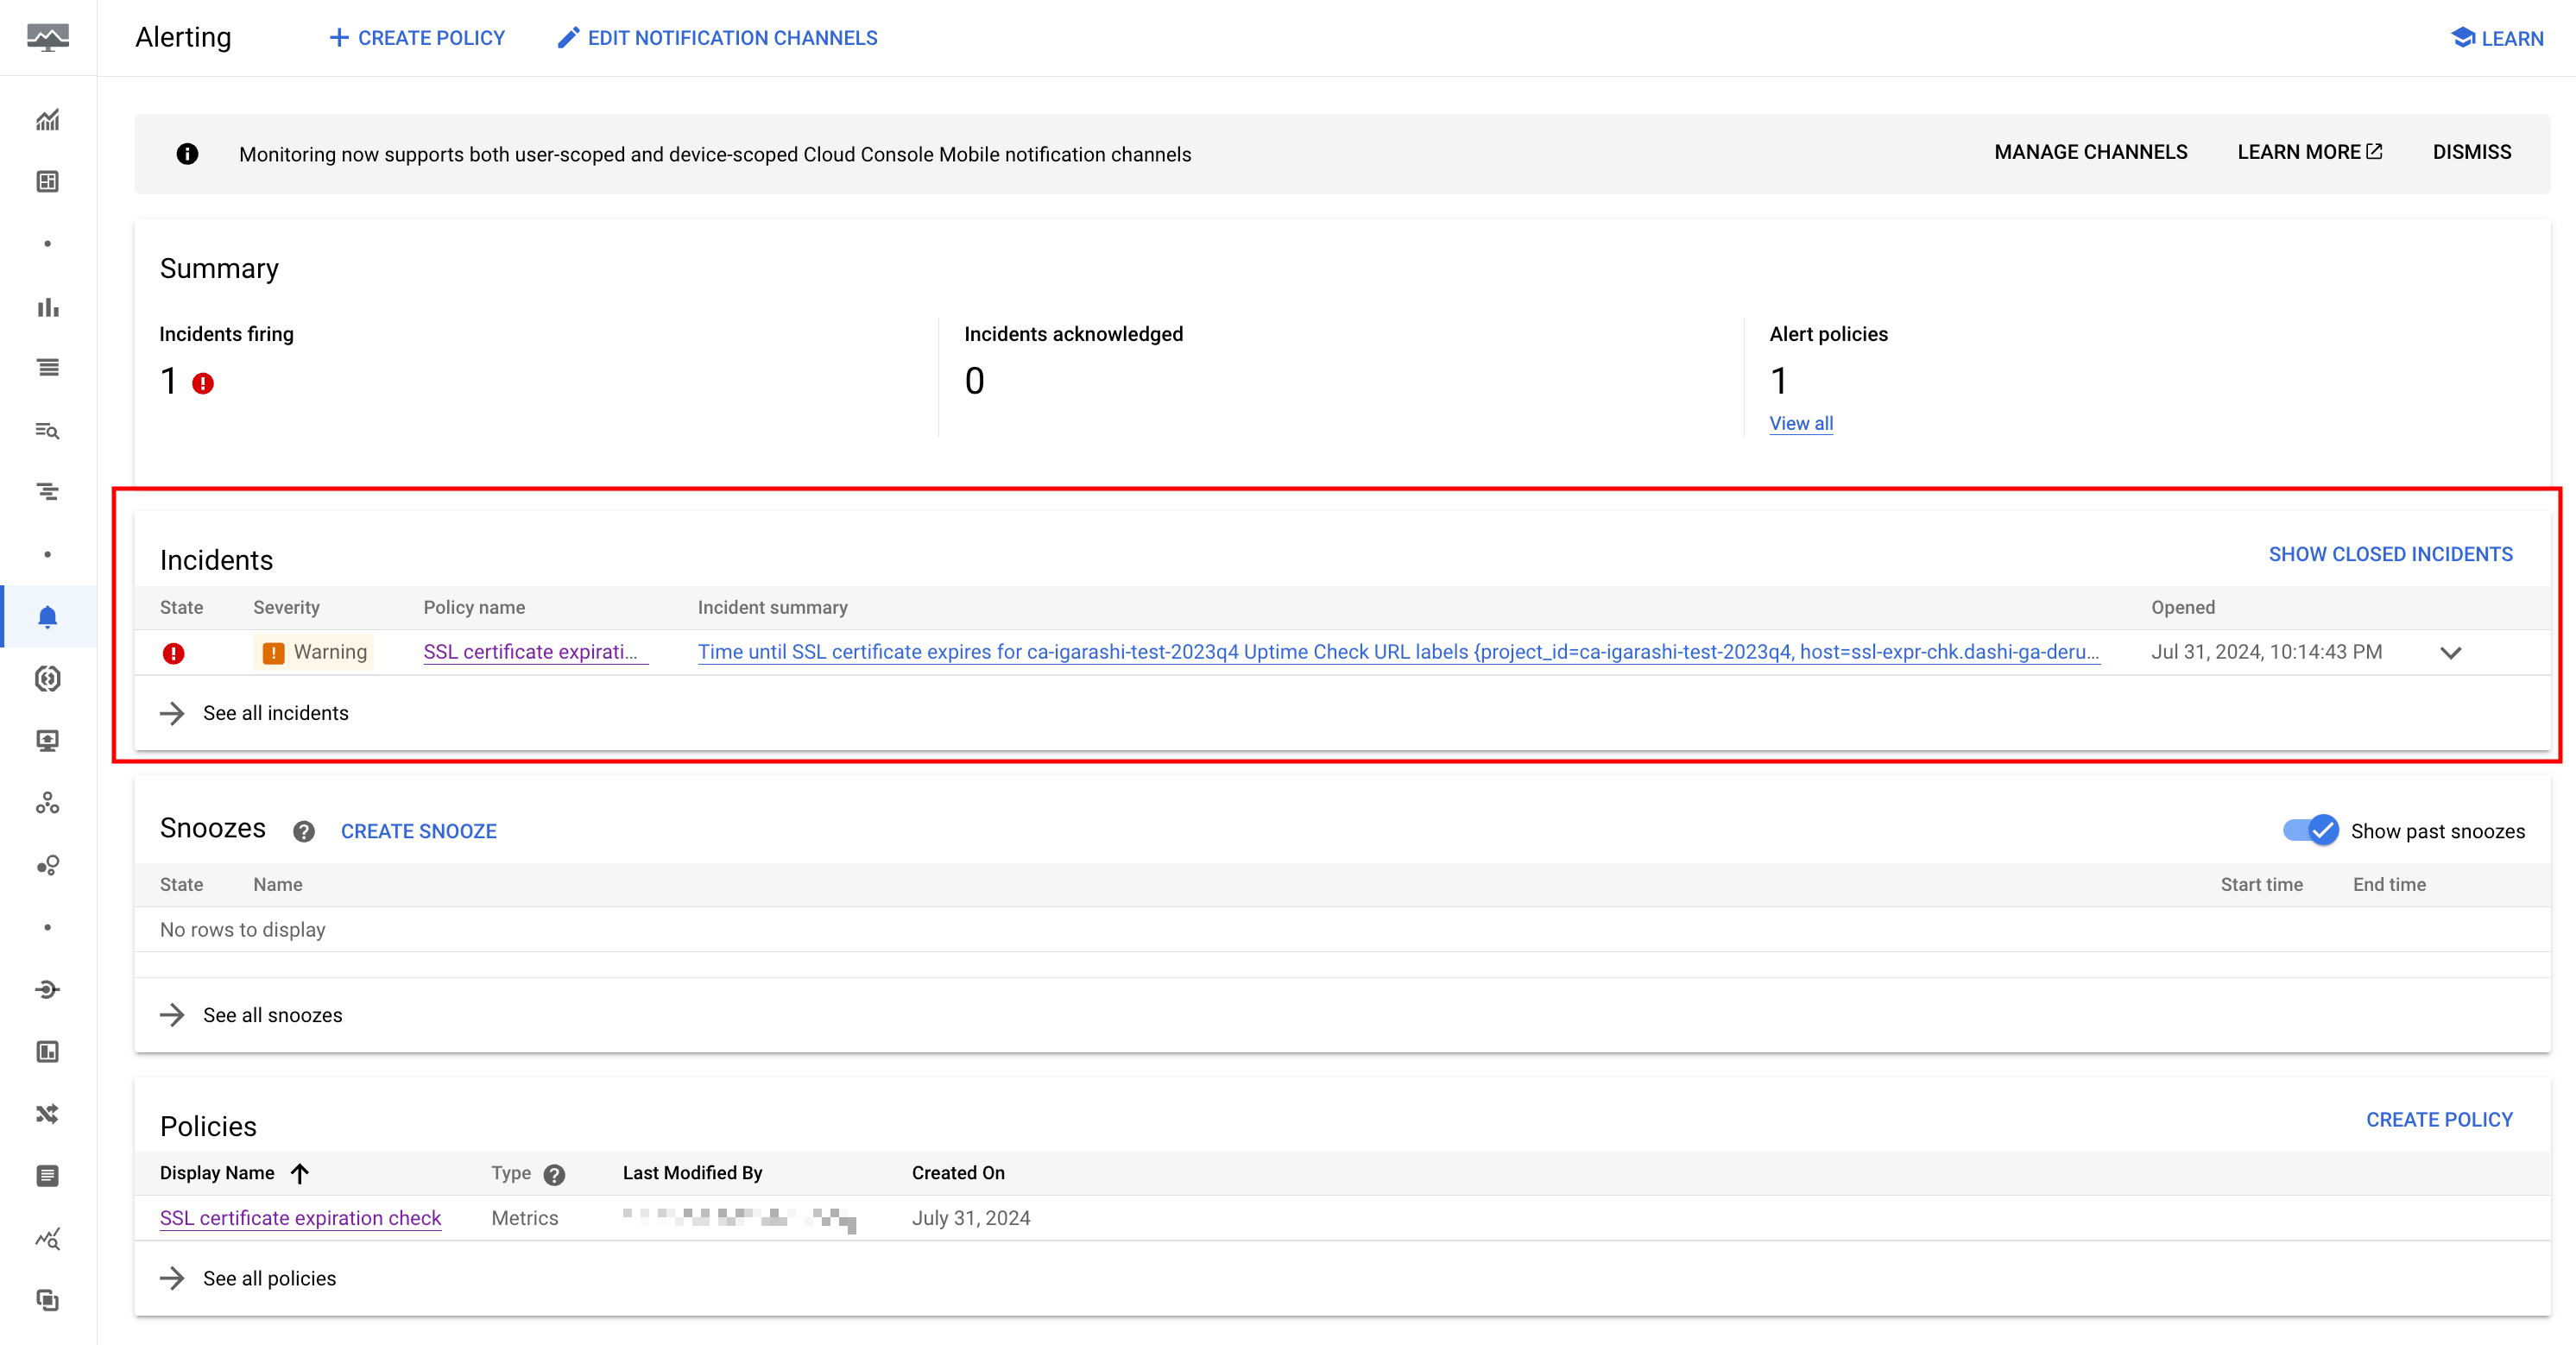 Alerting
CREATE POLICY
EDIT NOTIFICATION CHANNELS
LEARN
Monitoring now supports both user-scoped and device-scoped Cloud Console Mobile notification channels
MANAGE CHANNELS
LEARN MORE
DISMISS
Summary
Incidents firing
Incidents acknowledged
Alert policies
1
0
1
View all
Incidents
SHOW CLOSED INCIDENTS
State Severity Policy name Incident summary Opened
Warning SSL certificate expirati... Time until SSL certificate expires for ca-igarashi-test-2023q4 Uptime Check URL labels {project_id=ca-igarashi-test-2023q4, host=ssl-expr-chk.dashi-ga-deru... Jul 31, 2024, 10:14:43 PM
See all incidents
Snoozes
CREATE SNOOZE
Show past snoozes
State Name Start time End time
No rows to display
See all snoozes
Policies
CREATE POLICY
Display Name Type Last Modified By Created On
SSL certificate expiration check Metrics July 31, 2024
See all policies